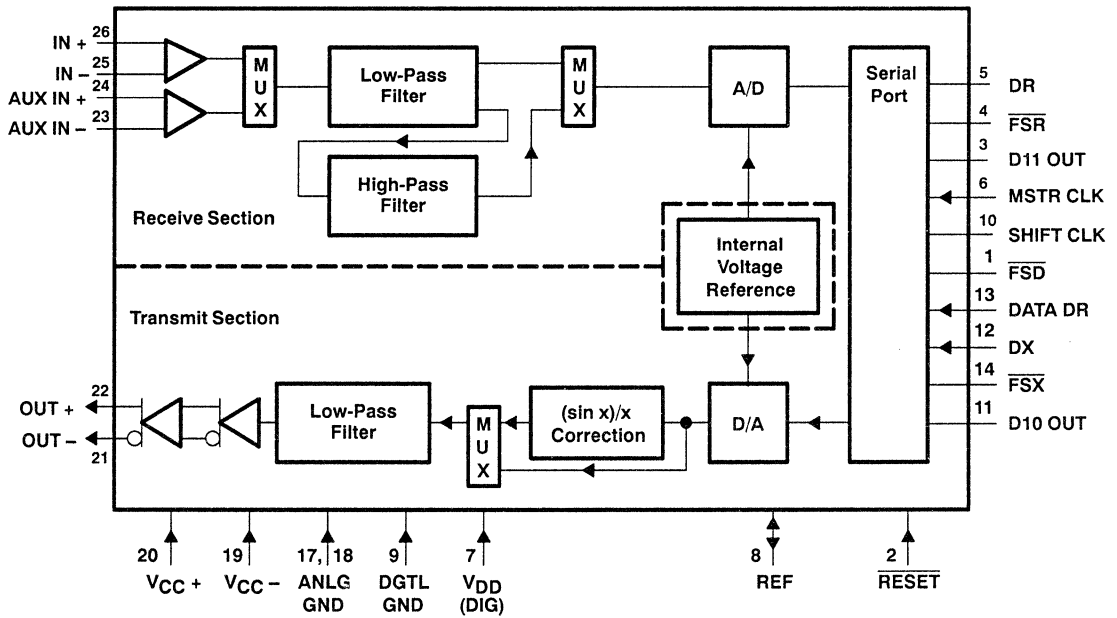 IN +
26
IN –
25
AUX IN +
24
AUX IN –
23
M
U
X
Low-Pass
Filter
M
U
X
A/D
Serial
Port
5
DR
4
FSR
3
D11 OUT
6
MSTR CLK
10
SHIFT CLK
1
FSD
13
DATA DR
12
DX
14
FSX
11
D10 OUT
High-Pass
Filter
Receive Section
Internal
Voltage
Reference
Transmit Section
OUT +
22
OUT –
21
Low-Pass
Filter
M
U
X
(sin x)/x
Correction
D/A
20
VCC +
19
VCC –
17, 18
ANLG
GND
9
DGTL
GND
7
VDD
(DIG)
8
REF
2
RESET